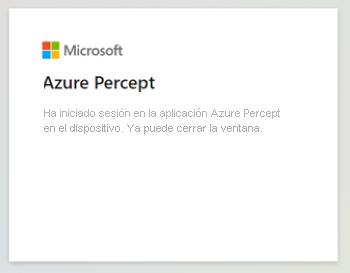 Microsoft
Azure Percept
Ha iniciado sesión en la aplicación Azure Percept
en el dispositivo. Ya puede cerrar la ventana.